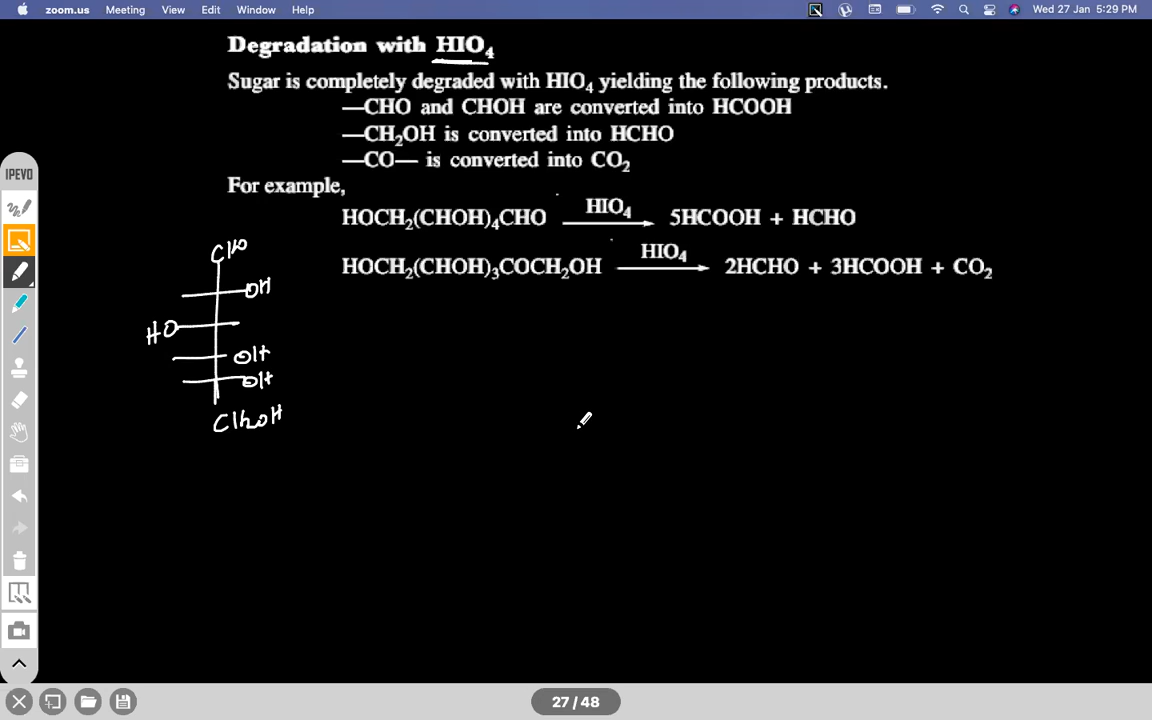 zoom.us Meeting View Edit Window Help Wed 27 Jan 5:29 PM
Degradation with HIO₄
Sugar is completely degraded with HIO₄ yielding the following products.
—CHO and CHOH are converted into HCOOH
—CH₂OH is converted into HCHO
—CO— is converted into CO₂
For example,
HOCH₂(CHOH)₄CHO HIO₄ → 5HCOOH + HCHO
HOCH₂(CHOH)₃COCH₂OH HIO₄ → 2HCHO + 3HCOOH + CO₂
IPEVO
CHO
OH
HO
OH
OH
CH₂OH
27 / 48